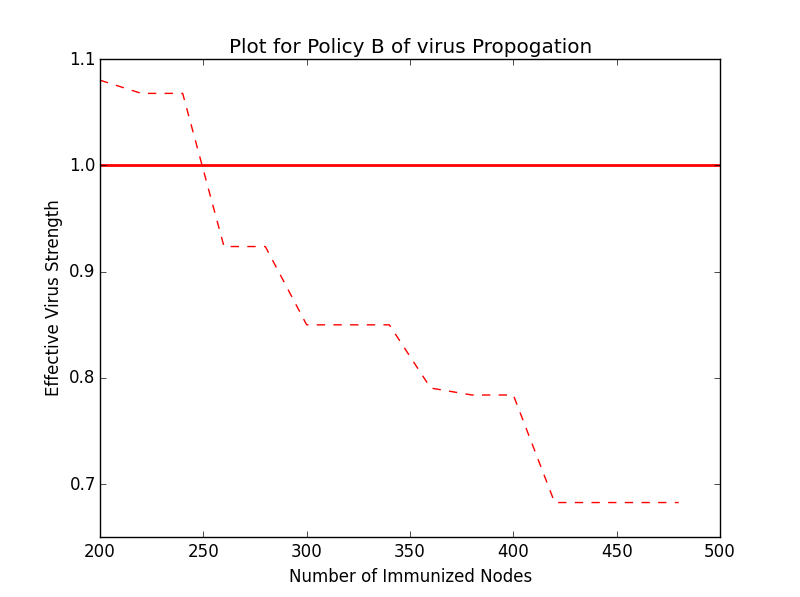 Plot for Policy B of virus Propogation
1.1
1.0
0.9
0.8
0.7
Effective Virus Strength
200 250 300 350 400 450 500
Number of Immunized Nodes